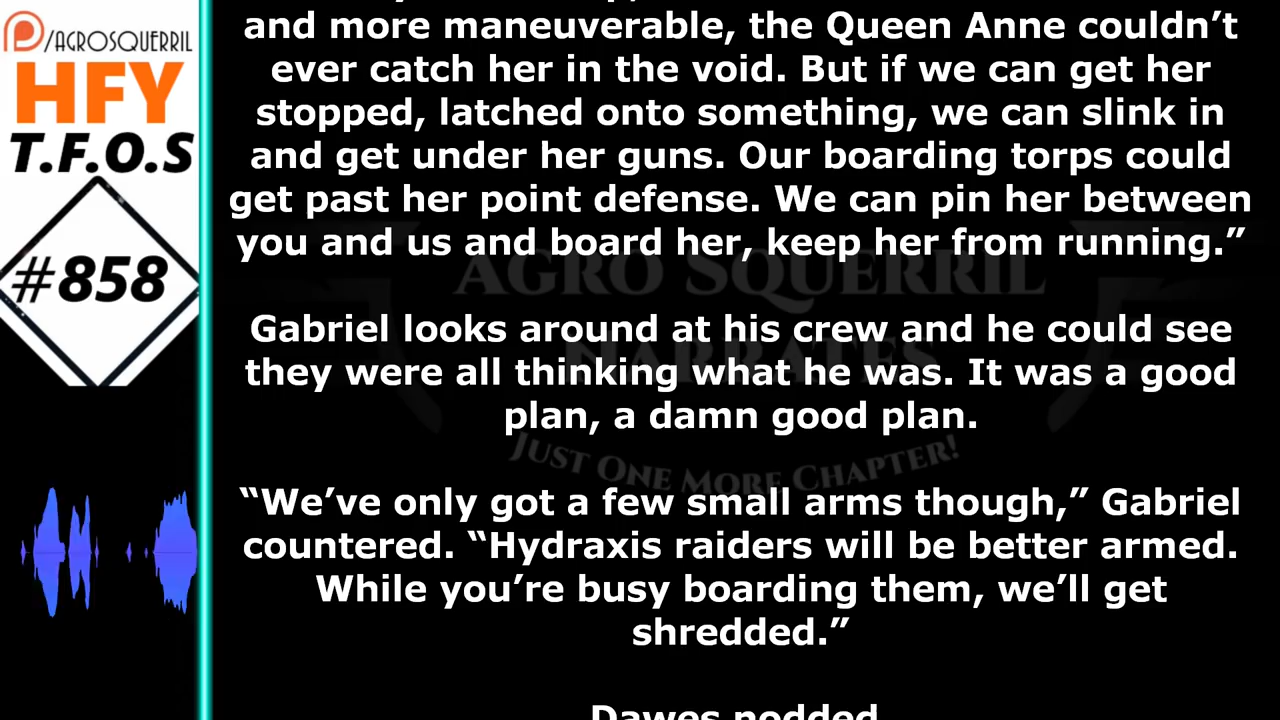 /AGROSQUERRIL
HFY
T.F.O.S
#858
and more maneuverable, the Queen Anne couldn’t
ever catch her in the void. But if we can get her
stopped, latched onto something, we can slink in
and get under her guns. Our boarding torps could
get past her point defense. We can pin her between
you and us and board her, keep her from running.”
AGRO SQUERRIL
NARRATES
JUST ONE MORE CHAPTER!
Gabriel looks around at his crew and he could see
they were all thinking what he was. It was a good
plan, a damn good plan.
“We’ve only got a few small arms though,” Gabriel
countered. “Hydraxis raiders will be better armed.
While you’re busy boarding them, we’ll get
shredded.”
Dawes nodded